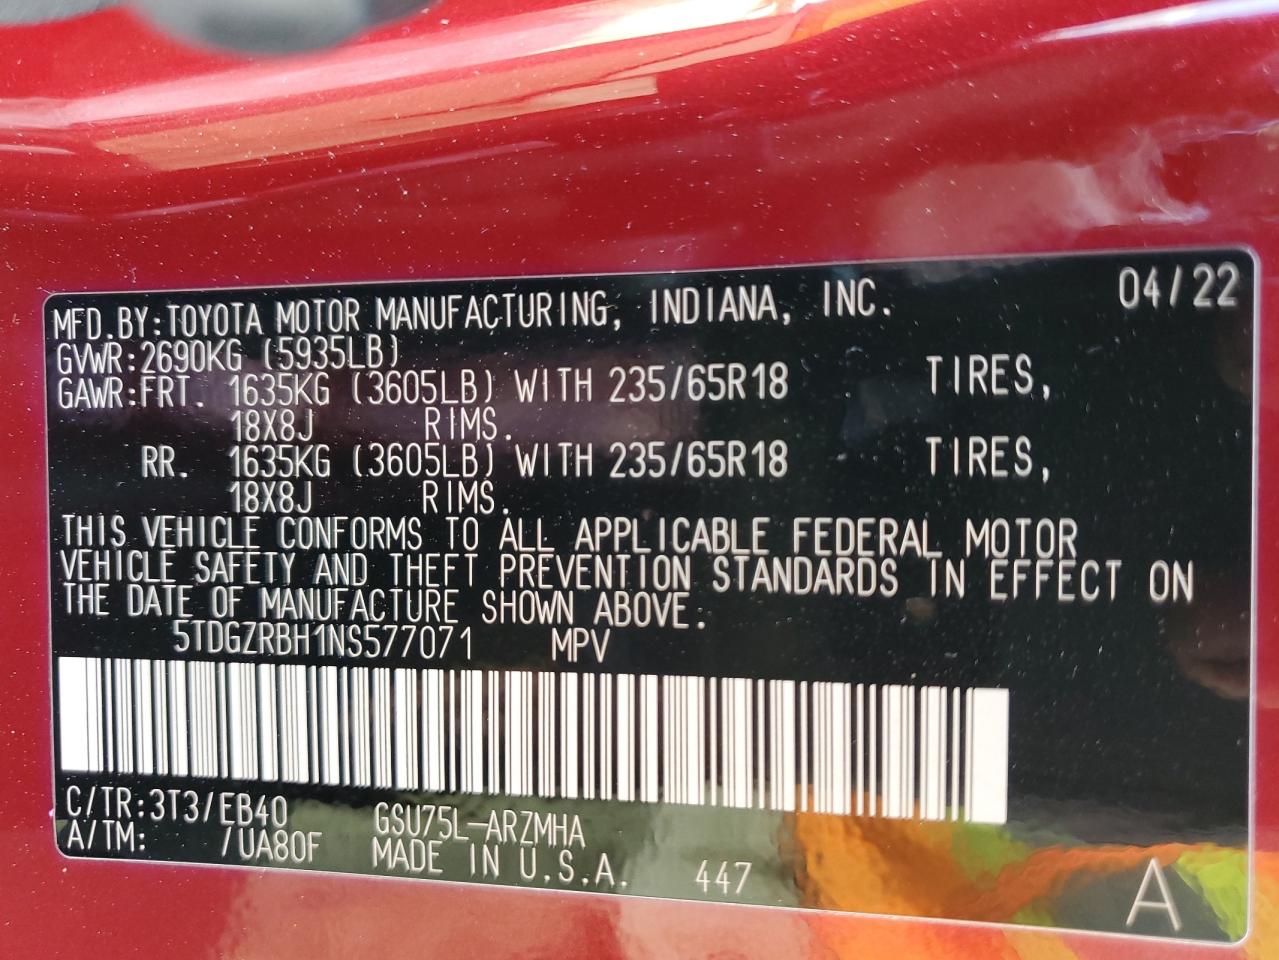 04/22
MFD.BY:TOYOTA MOTOR MANUFACTURING, INDIANA, INC.
GVWR:2690KG (5935LB)
GAWR:FRT. 1635KG (3605LB) WITH 235/65R18 TIRES,
18X8J RIMS.
RR. 1635KG (3605LB) WITH 235/65R18 TIRES,
18X8J RIMS.
THIS VEHICLE CONFORMS TO ALL APPLICABLE FEDERAL MOTOR
VEHICLE SAFETY AND THEFT PREVENTION STANDARDS IN EFFECT ON
THE DATE OF MANUFACTURE SHOWN ABOVE.
5TDGZRBH1NS577071 MPV
C/TR:3T3/EB40 GSU75L-ARZMHA
A/TM: /UA80F MADE IN U.S.A. 447
A